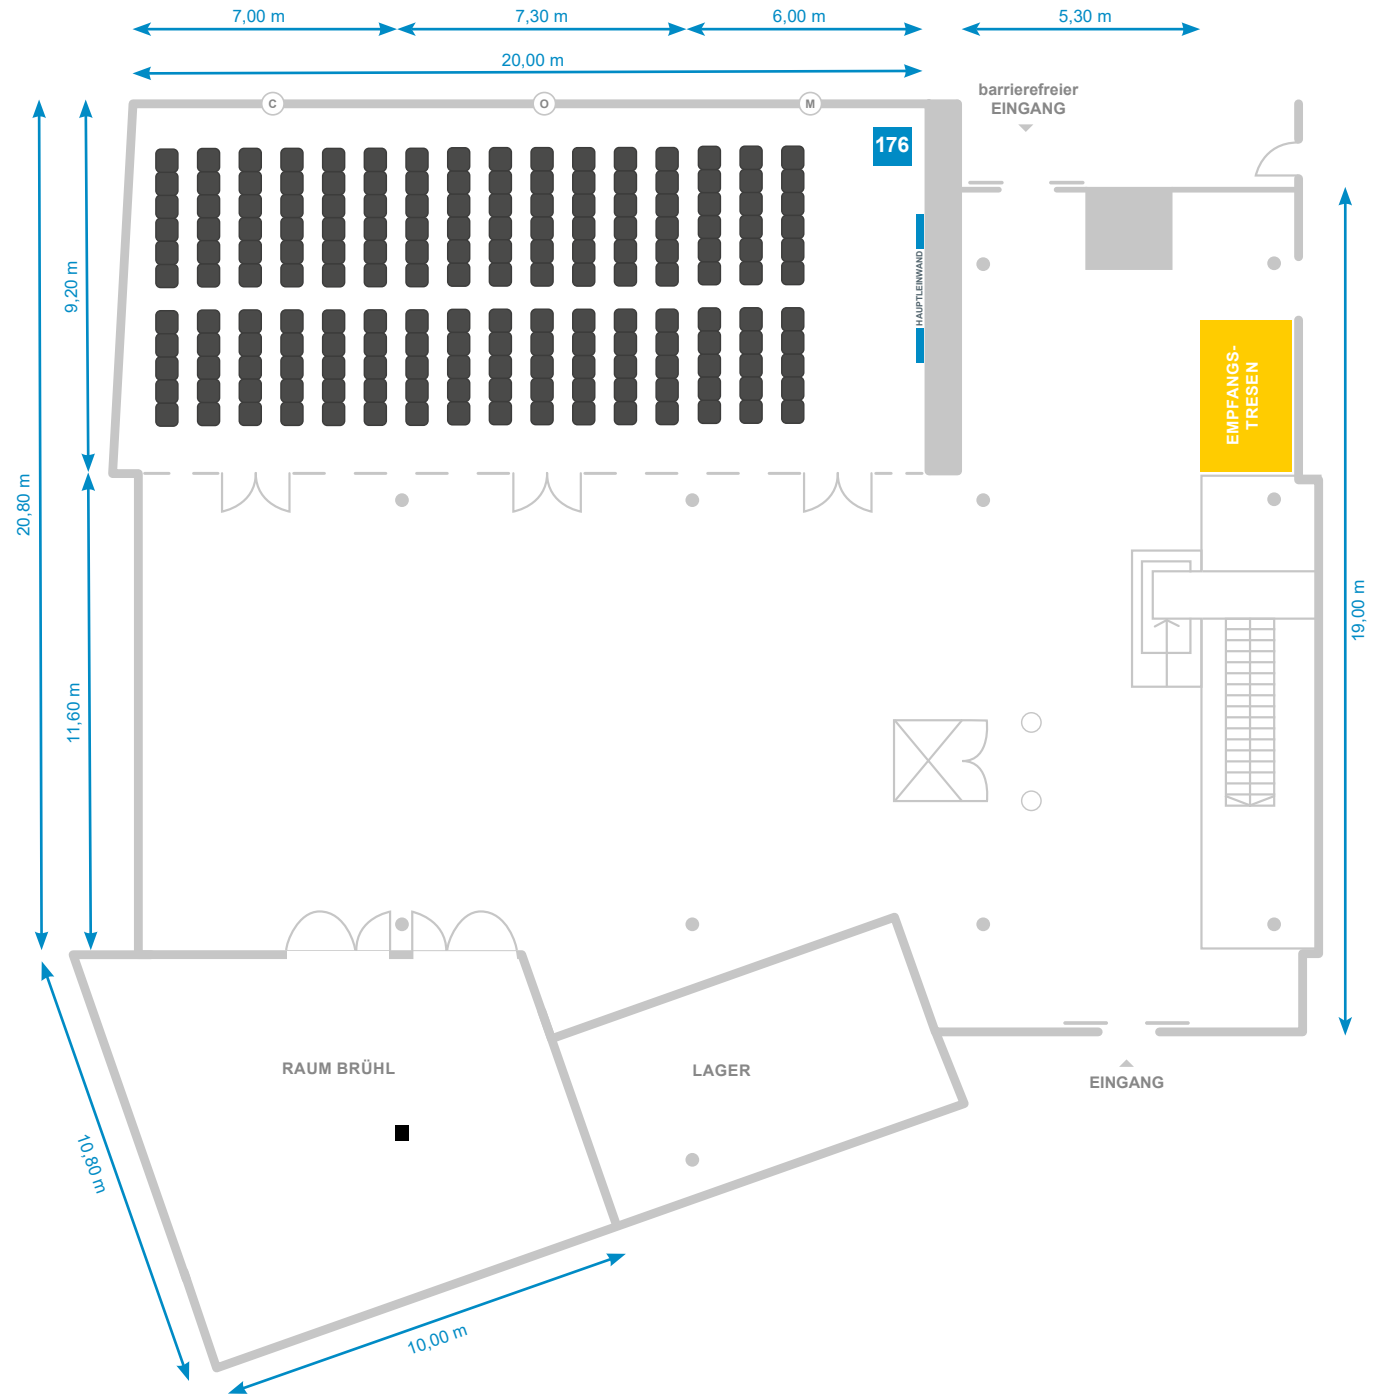 7,00 m
7,30 m
6,00 m
5,30 m
20,00 m
barrierefreier
EINGANG
C
O
M
176
9,20 m
HAUPTLEINWAND
EMPFANGS-
TRESEN
20,80 m
19,00 m
11,60 m
RAUM BRÜHL
LAGER
EINGANG
10,80 m
10,00 m